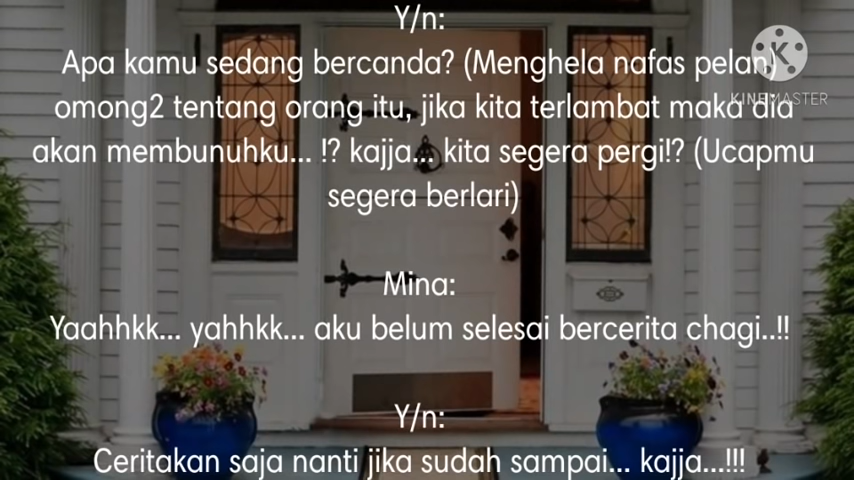 Y/n:
Apa kamu sedang bercanda? (Menghela nafas pelan)
omong2 tentang orang itu, jika kita terlambat maka dia
akan membunuhku... !? kajja... kita segera pergi!? (Ucapmu
segera berlari)
Mina:
Yaahhkk... yahhkk... aku belum selesai bercerita chagi..!!
Y/n:
Ceritakan saja nanti jika sudah sampai... kajja...!!!
K
KINEMASTER